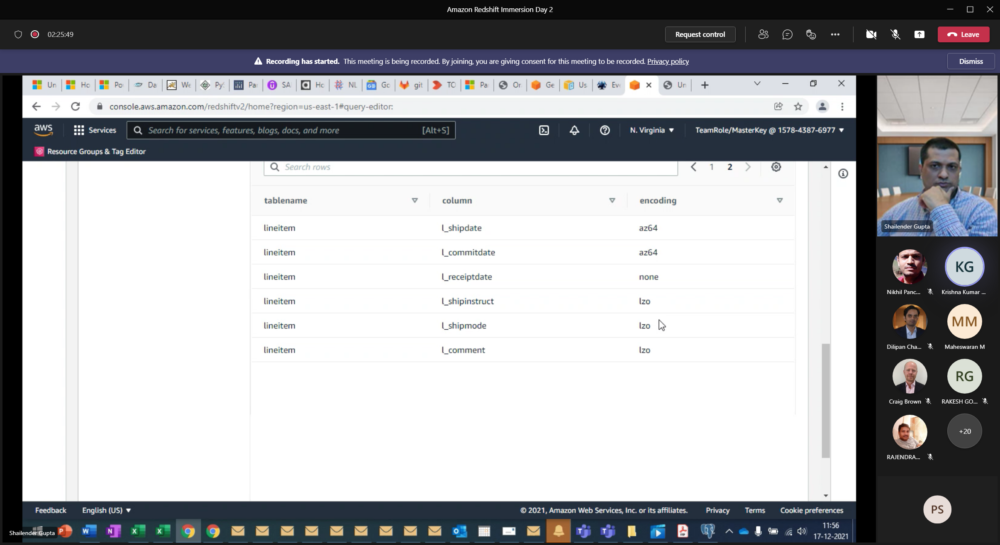 Amazon Redshift Immersion Day 2
02:25:49
Request control
Leave
Recording has started. This meeting is being recorded. By joining, you are giving consent for this meeting to be recorded. Privacy policy
Dismiss
Un Ho Po Da We Py Pa SA Ho NL Go git TO Pa Or Ge Us Ev Un
console.aws.amazon.com/redshiftv2/home?region=us-east-1#query-editor:
aws Services Search for services, features, blogs, docs, and more [Alt+S] N. Virginia TeamRole/MasterKey @ 1578-4387-6977
Resource Groups & Tag Editor
Search rows 1 2
tablename column encoding
lineitem l_shipdate az64
lineitem l_commitdate az64
lineitem l_receiptdate none
lineitem l_shipinstruct lzo
lineitem l_shipmode lzo
lineitem l_comment lzo
Shailender Gupta
KG
Nikhil Panc... Krishna Kumar ...
MM
Dilipan Cha... Maheswaran M
RG
Craig Brown RAKESH GO...
+20
RAJENDRA...
PS
Feedback English (US) © 2021, Amazon Web Services, Inc. or its affiliates. Privacy Terms Cookie preferences
Shailender Gupta
11:56
17-12-2021